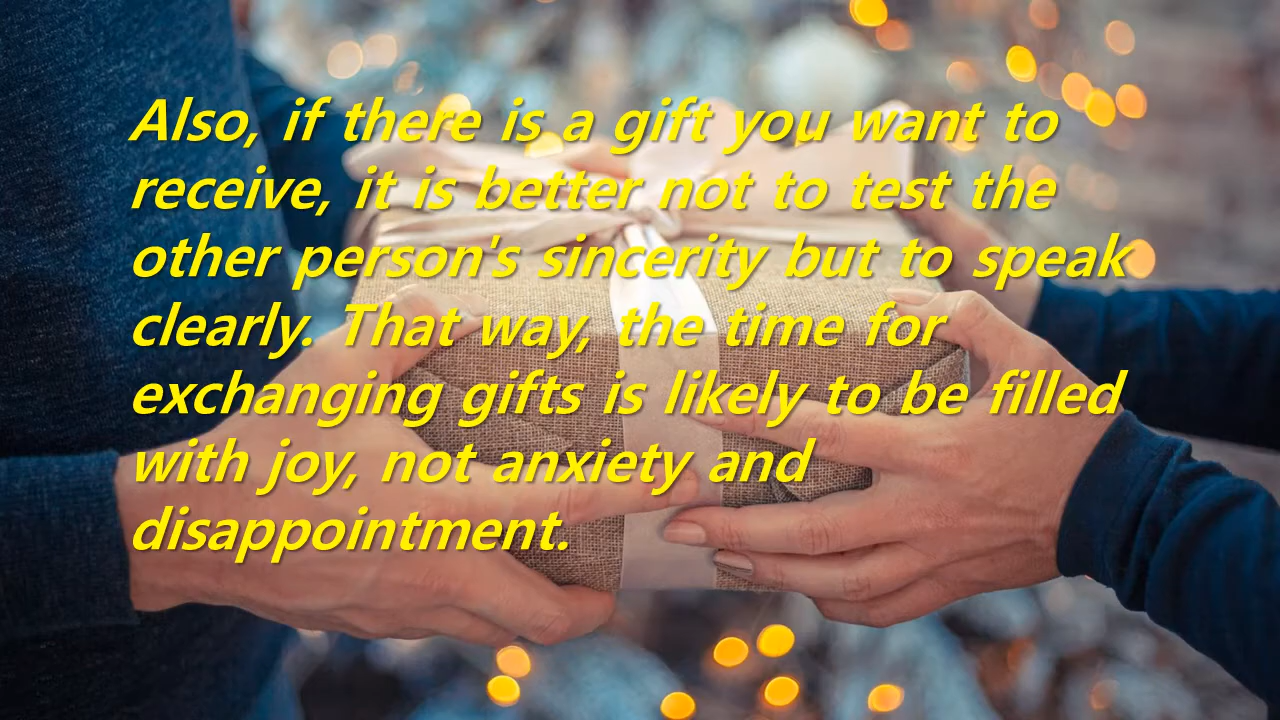 Also, if there is a gift you want to
receive, it is better not to test the
other person's sincerity but to speak
clearly. That way, the time for
exchanging gifts is likely to be filled
with joy, not anxiety and
disappointment.